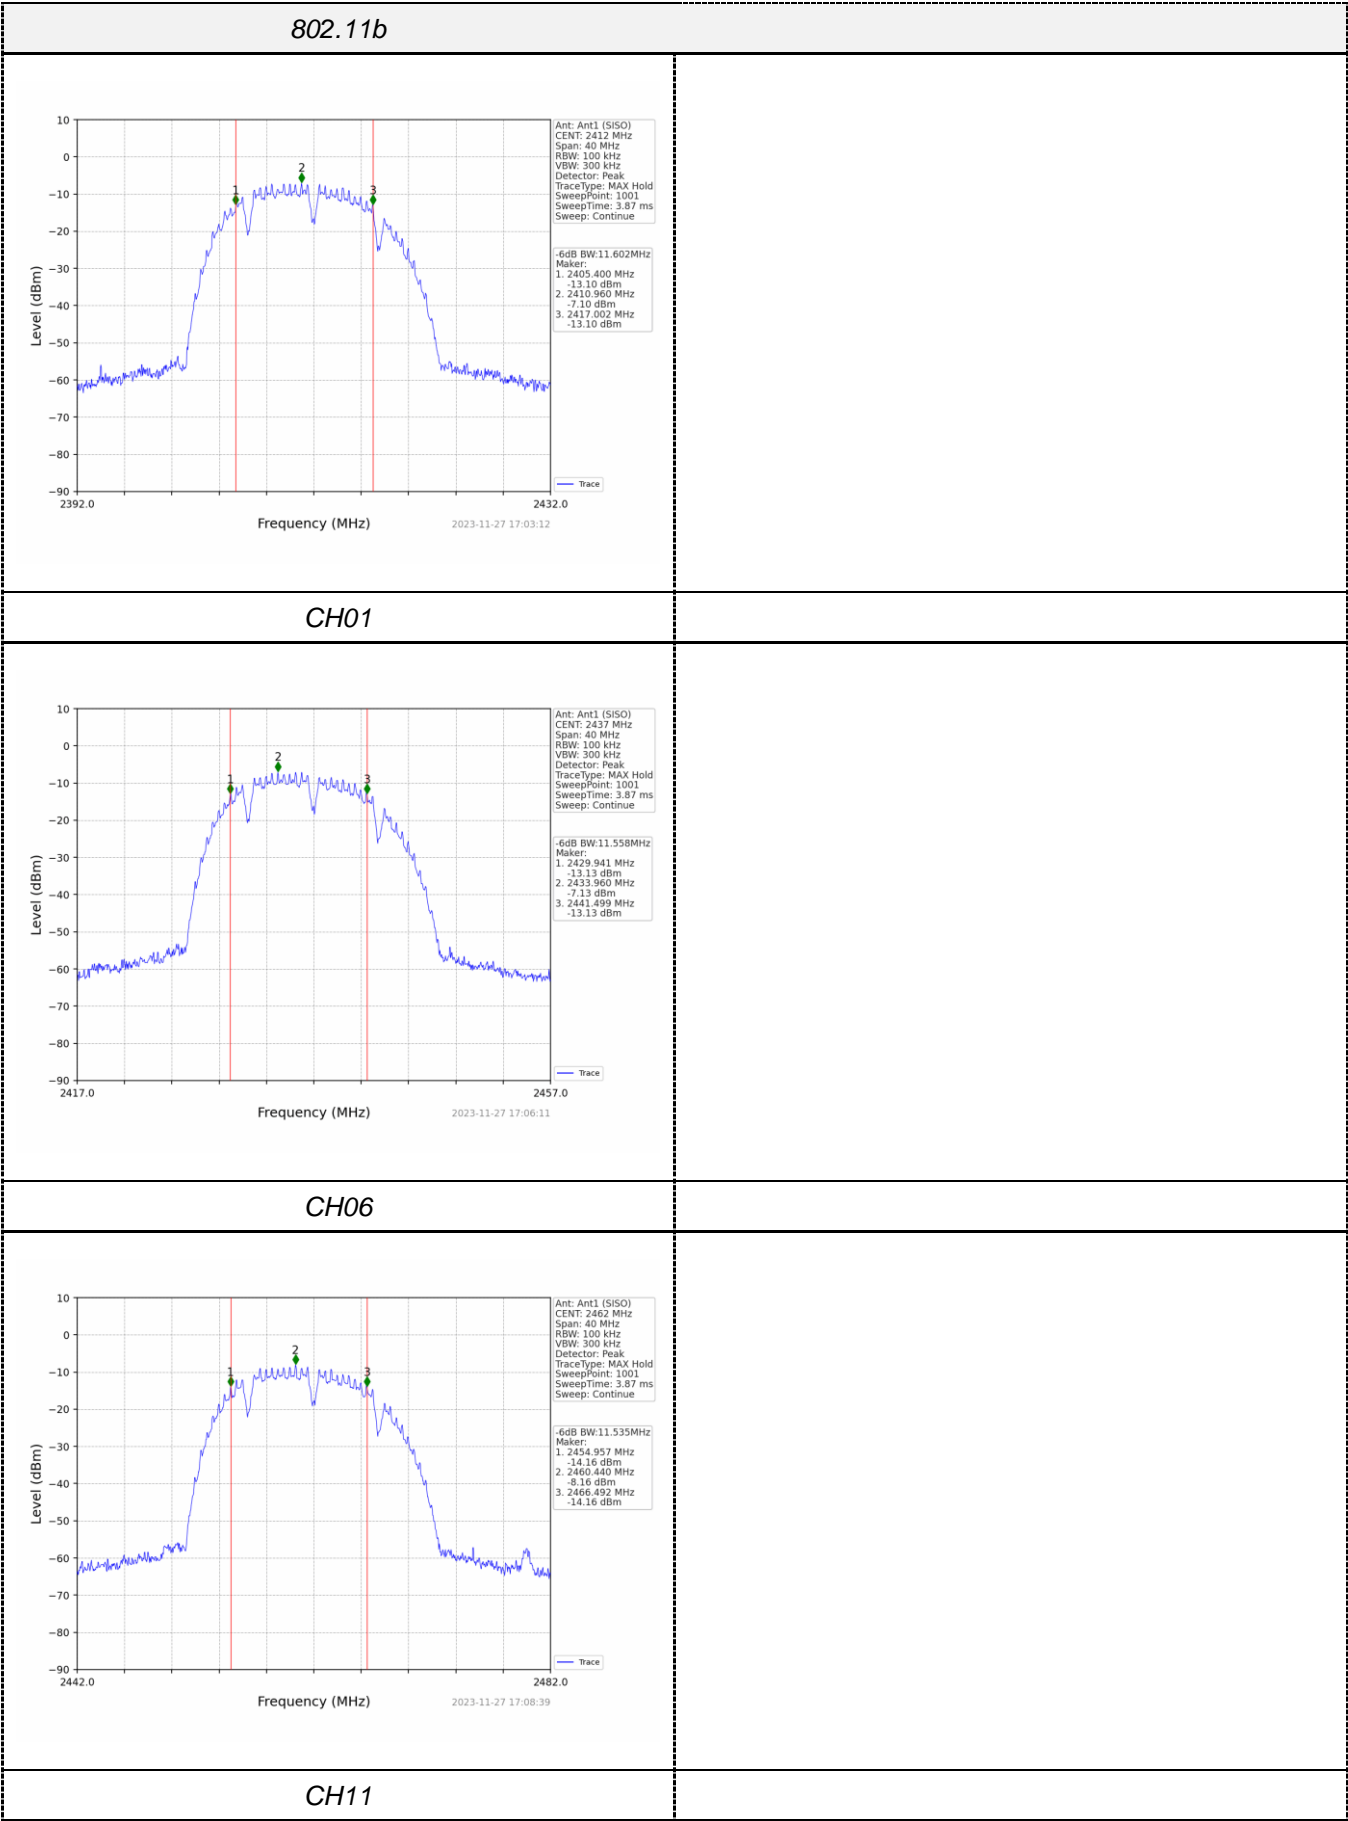 802.11b
10
0
−10
−20
−30
−40
−50
−60
−70
−80
−90
Level (dBm)
1
2
3
2392.0
2432.0
Frequency (MHz)
2023-11-27 17:03:12
Ant: Ant1 (SISO)
CENT: 2412 MHz
Span: 40 MHz
RBW: 100 kHz
VBW: 300 kHz
Detector: Peak
TraceType: MAX Hold
SweepPoint: 1001
SweepTime: 3.87 ms
Sweep: Continue
-6dB BW:11.602MHz
Maker:
1. 2405.400 MHz
-13.10 dBm
2. 2410.960 MHz
-7.10 dBm
3. 2417.002 MHz
-13.10 dBm
Trace
CH01
10
0
−10
−20
−30
−40
−50
−60
−70
−80
−90
Level (dBm)
1
2
3
2417.0
2457.0
Frequency (MHz)
2023-11-27 17:06:11
Ant: Ant1 (SISO)
CENT: 2437 MHz
Span: 40 MHz
RBW: 100 kHz
VBW: 300 kHz
Detector: Peak
TraceType: MAX Hold
SweepPoint: 1001
SweepTime: 3.87 ms
Sweep: Continue
-6dB BW:11.558MHz
Maker:
1. 2429.941 MHz
-13.13 dBm
2. 2433.960 MHz
-7.13 dBm
3. 2441.499 MHz
-13.13 dBm
Trace
CH06
10
0
−10
−20
−30
−40
−50
−60
−70
−80
−90
Level (dBm)
1
2
3
2442.0
2482.0
Frequency (MHz)
2023-11-27 17:08:39
Ant: Ant1 (SISO)
CENT: 2462 MHz
Span: 40 MHz
RBW: 100 kHz
VBW: 300 kHz
Detector: Peak
TraceType: MAX Hold
SweepPoint: 1001
SweepTime: 3.87 ms
Sweep: Continue
-6dB BW:11.535MHz
Maker:
1. 2454.957 MHz
-14.16 dBm
2. 2460.440 MHz
-8.16 dBm
3. 2466.492 MHz
-14.16 dBm
Trace
CH11